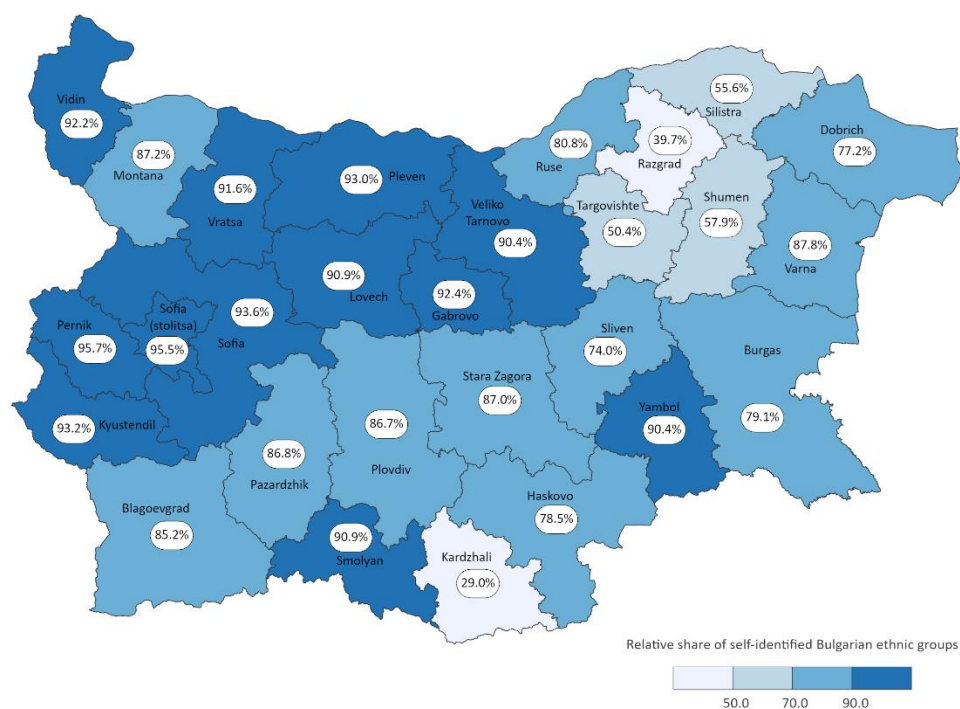 Vidin
92.2%
87.2%
Montana
91.6%
Vratsa
93.0%
Pleven
Veliko
Tarnovo
90.4%
80.8%
Ruse
55.6%
Silistra
39.7%
Razgrad
Dobrich
77.2%
Targovishte
50.4%
Shumen
57.9%
87.8%
Varna
90.9%
Lovech
92.4%
Gabrovo
Pernik
95.7%
Sofia
(stolitsa)
95.5%
93.6%
Sofia
Sliven
74.0%
Burgas
79.1%
Stara Zagora
87.0%
Yambol
90.4%
93.2%
Kyustendil
86.8%
Pazardzhik
86.7%
Plovdiv
Blagoevgrad
85.2%
90.9%
Smolyan
Haskovo
78.5%
Kardzhali
29.0%
Relative share of self-identified Bulgarian ethnic groups
50.0 70.0 90.0